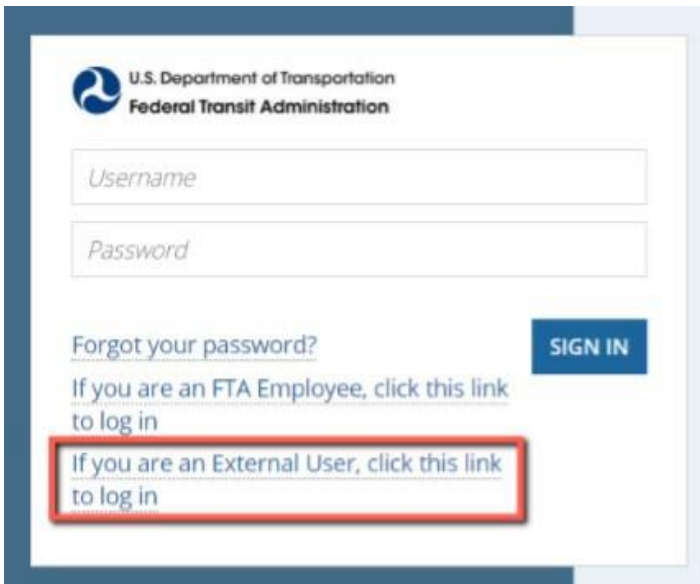 U.S. Department of Transportation
Federal Transit Administration
Username
Password
Forgot your password?
SIGN IN
If you are an FTA Employee, click this link
to log in
If you are an External User, click this link
to log in